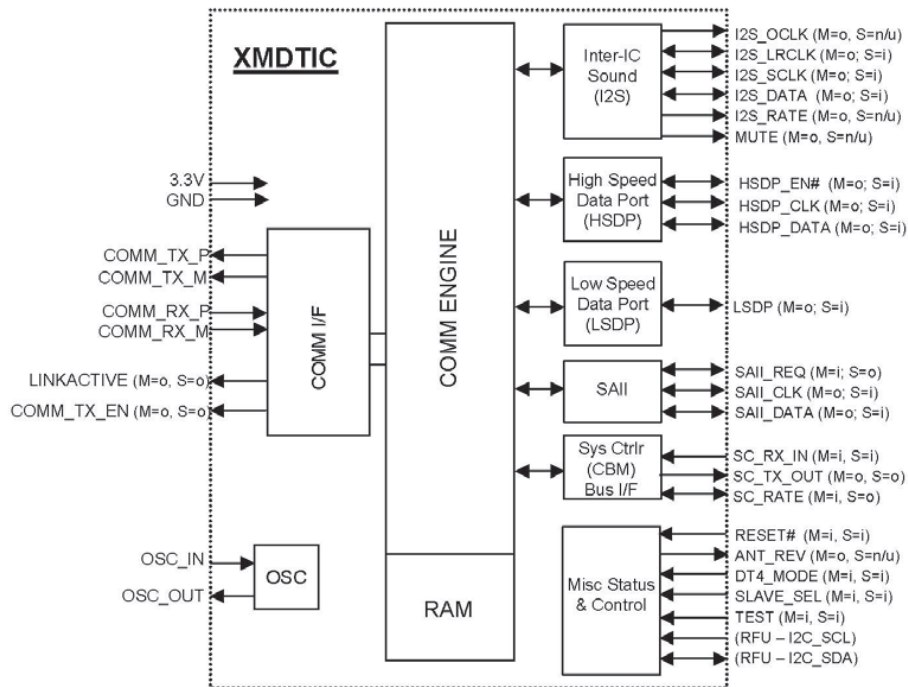 XMDTIC
3.3V
GND
COMM_TX_P
COMM_TX_M
COMM_RX_P
COMM_RX_M
LINKACTIVE (M=o, S=o)
COMM_TX_EN (M=o, S=o)
OSC_IN
OSC_OUT
COMM I/F
OSC
COMM ENGINE
RAM
Inter-IC
Sound
(I2S)
I2S_OCLK (M=o, S=n/u)
I2S_LRCLK (M=o; S=i)
I2S_SCLK (M=o; S=i)
I2S_DATA (M=o; S=i)
I2S_RATE (M=o, S=n/u)
MUTE (M=o, S=n/u)
High Speed
Data Port
(HSDP)
HSDP_EN# (M=o; S=i)
HSDP_CLK (M=o; S=i)
HSDP_DATA (M=o; S=i)
Low Speed
Data Port
(LSDP)
LSDP (M=o; S=i)
SAII
SAII_REQ (M=i; S=o)
SAII_CLK (M=o; S=i)
SAII_DATA (M=o; S=i)
Sys Ctrlr
(CBM)
Bus I/F
SC_RX_IN (M=i, S=i)
SC_TX_OUT (M=o, S=o)
SC_RATE (M=i, S=o)
Misc Status
& Control
RESET# (M=i, S=i)
ANT_REV (M=o, S=n/u)
DT4_MODE (M=i, S=i)
SLAVE_SEL (M=i, S=i)
TEST (M=i, S=i)
(RFU – I2C_SCL)
(RFU – I2C_SDA)